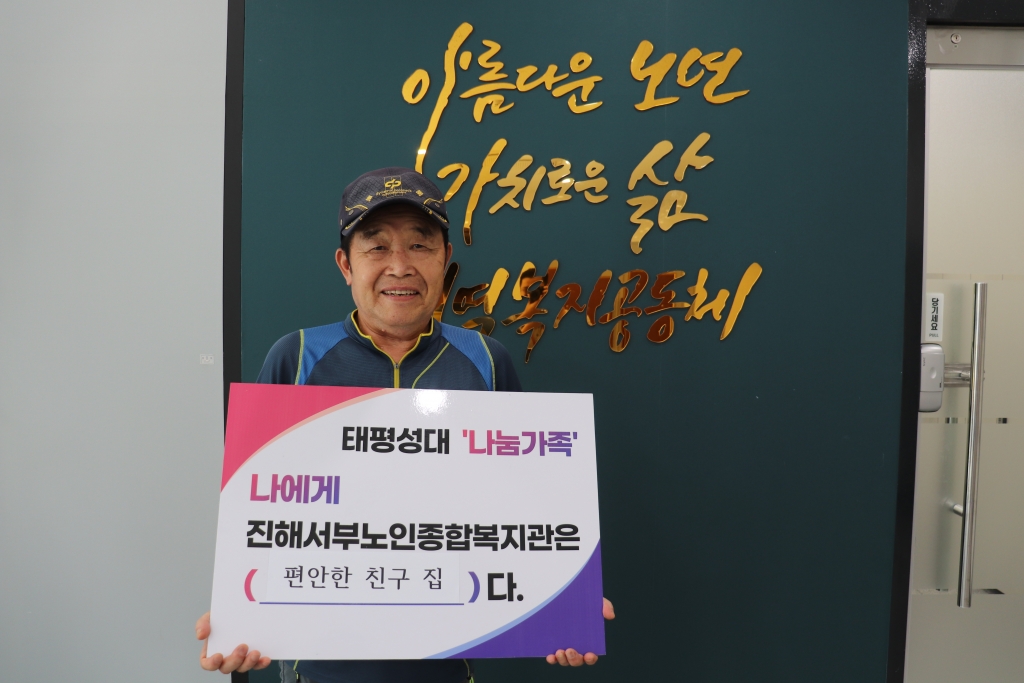 아름다운 노연
가치로운 삶
역복지공동체
당기세요
태평성대 '나눔가족'
나에게
진해서부노인종합복지관은
( 편안한 친구 집 ) 다.